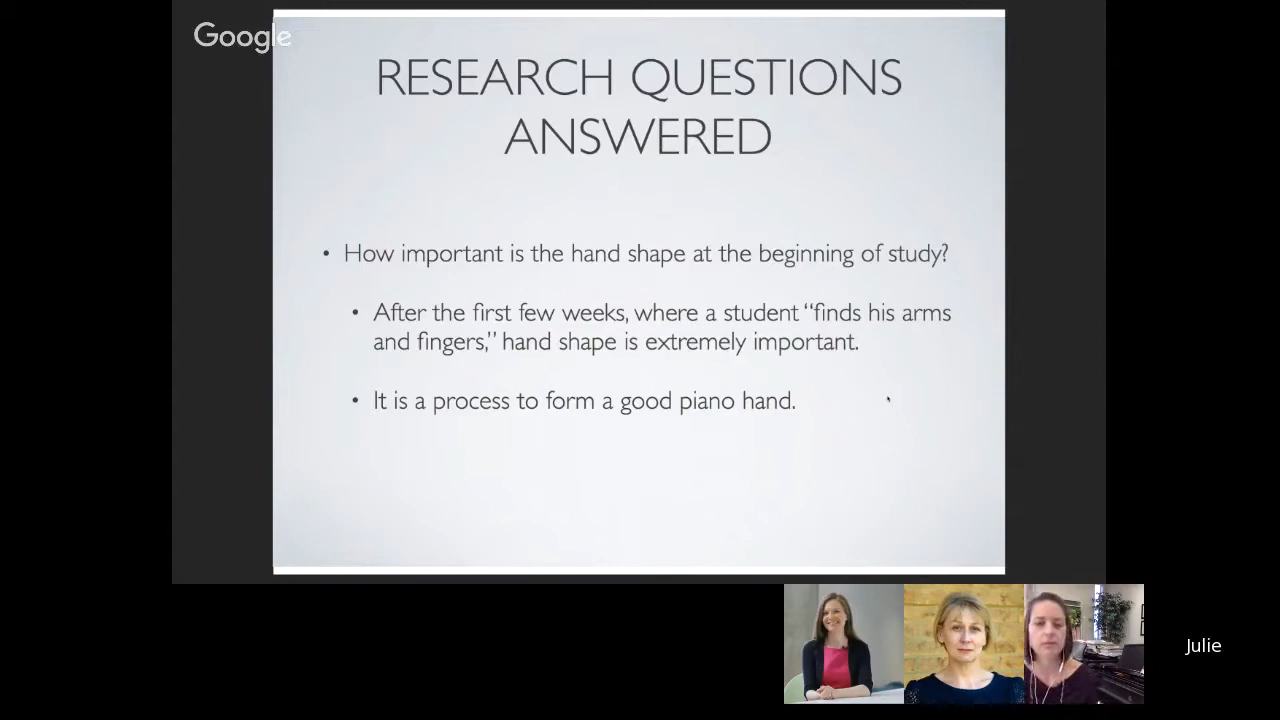 Google
RESEARCH QUESTIONS
ANSWERED
• How important is the hand shape at the beginning of study?
• After the first few weeks, where a student “finds his arms
and fingers,” hand shape is extremely important.
• It is a process to form a good piano hand.
Julie